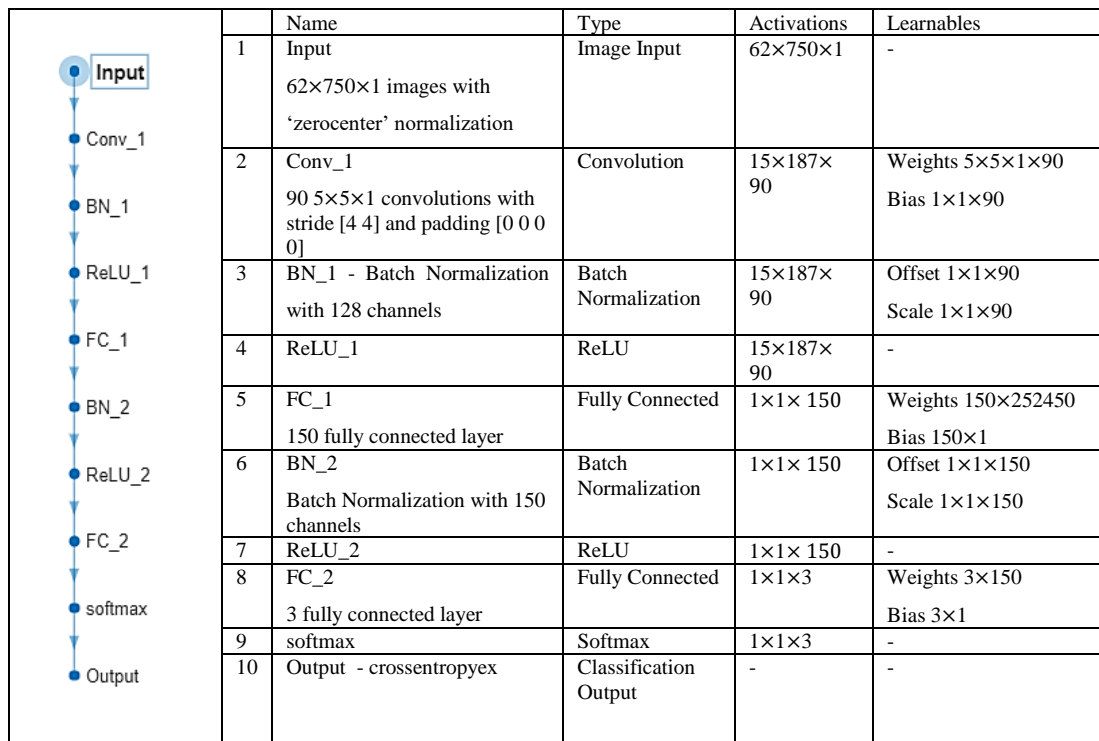 Input
Conv_1
BN_1
ReLU_1
FC_1
BN_2
ReLU_2
FC_2
softmax
Output
Name Type Activations Learnables
1 Input Image Input 62×750×1 -
62×750×1 images with
‘zerocenter’ normalization
2 Conv_1 Convolution 15×187× Weights 5×5×1×90
90
90 5×5×1 convolutions with Bias 1×1×90
stride [4 4] and padding [0 0 0
0]
3 BN_1 - Batch Normalization Batch 15×187× Offset 1×1×90
Normalization 90
with 128 channels Scale 1×1×90
4 ReLU_1 ReLU 15×187× -
90
5 FC_1 Fully Connected 1×1× 150 Weights 150×252450
150 fully connected layer Bias 150×1
6 BN_2 Batch 1×1× 150 Offset 1×1×150
Normalization
Batch Normalization with 150 Scale 1×1×150
channels
7 ReLU_2 ReLU 1×1× 150 -
8 FC_2 Fully Connected 1×1×3 Weights 3×150
3 fully connected layer Bias 3×1
9 softmax Softmax 1×1×3 -
10 Output - crossentropyex Classification - -
Output